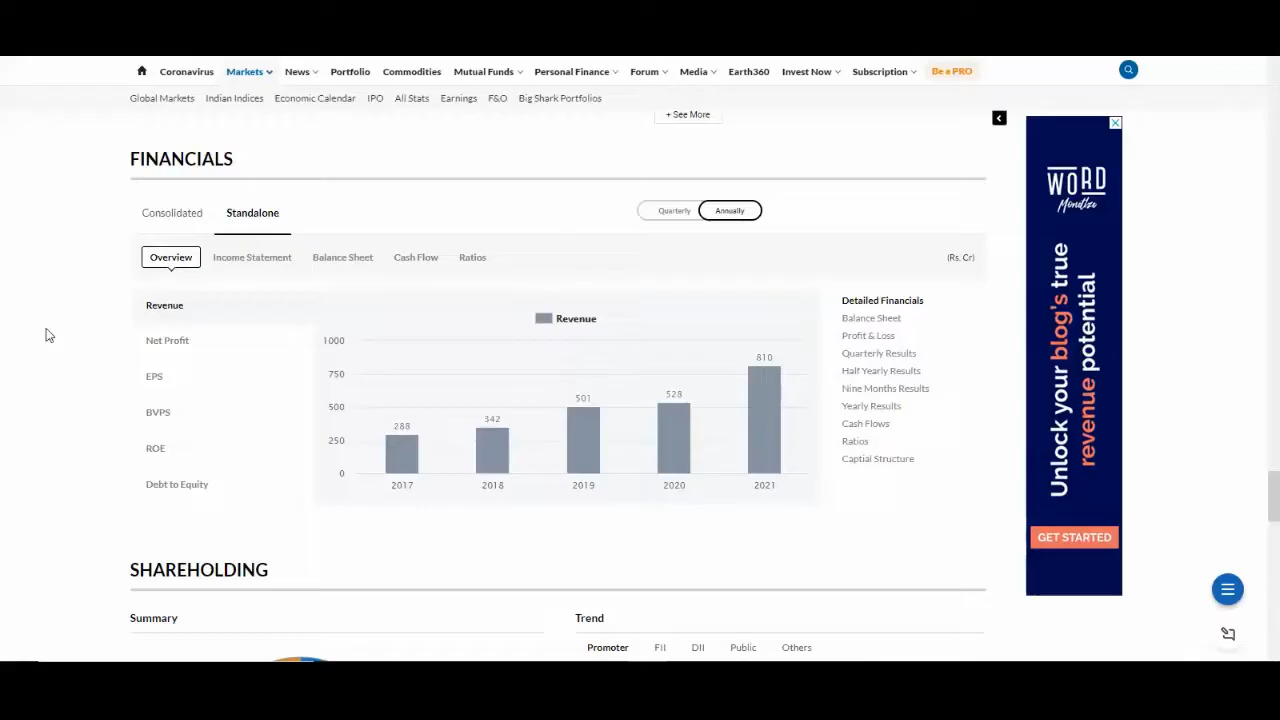 Coronavirus Markets News Portfolio Commodities Mutual Funds Personal Finance Forum Media Earth360 Invest Now Subscription Be a PRO
Global Markets Indian Indices Economic Calendar IPO All Stats Earnings F&O Big Shark Portfolios
+ See More
FINANCIALS
Consolidated Standalone Quarterly Annually
Overview Income Statement Balance Sheet Cash Flow Ratios (Rs. Cr)
Revenue
Net Profit
EPS
BVPS
ROE
Debt to Equity
Revenue
1000
750
500
250
0
288 342 501 528 810
2017 2018 2019 2020 2021
Detailed Financials
Balance Sheet
Profit & Loss
Quarterly Results
Half Yearly Results
Nine Months Results
Yearly Results
Cash Flows
Ratios
Captial Structure
WORD
Monetize
Unlock your blog's true
revenue potential
GET STARTED
SHAREHOLDING
Summary
Trend
Promoter FII DII Public Others